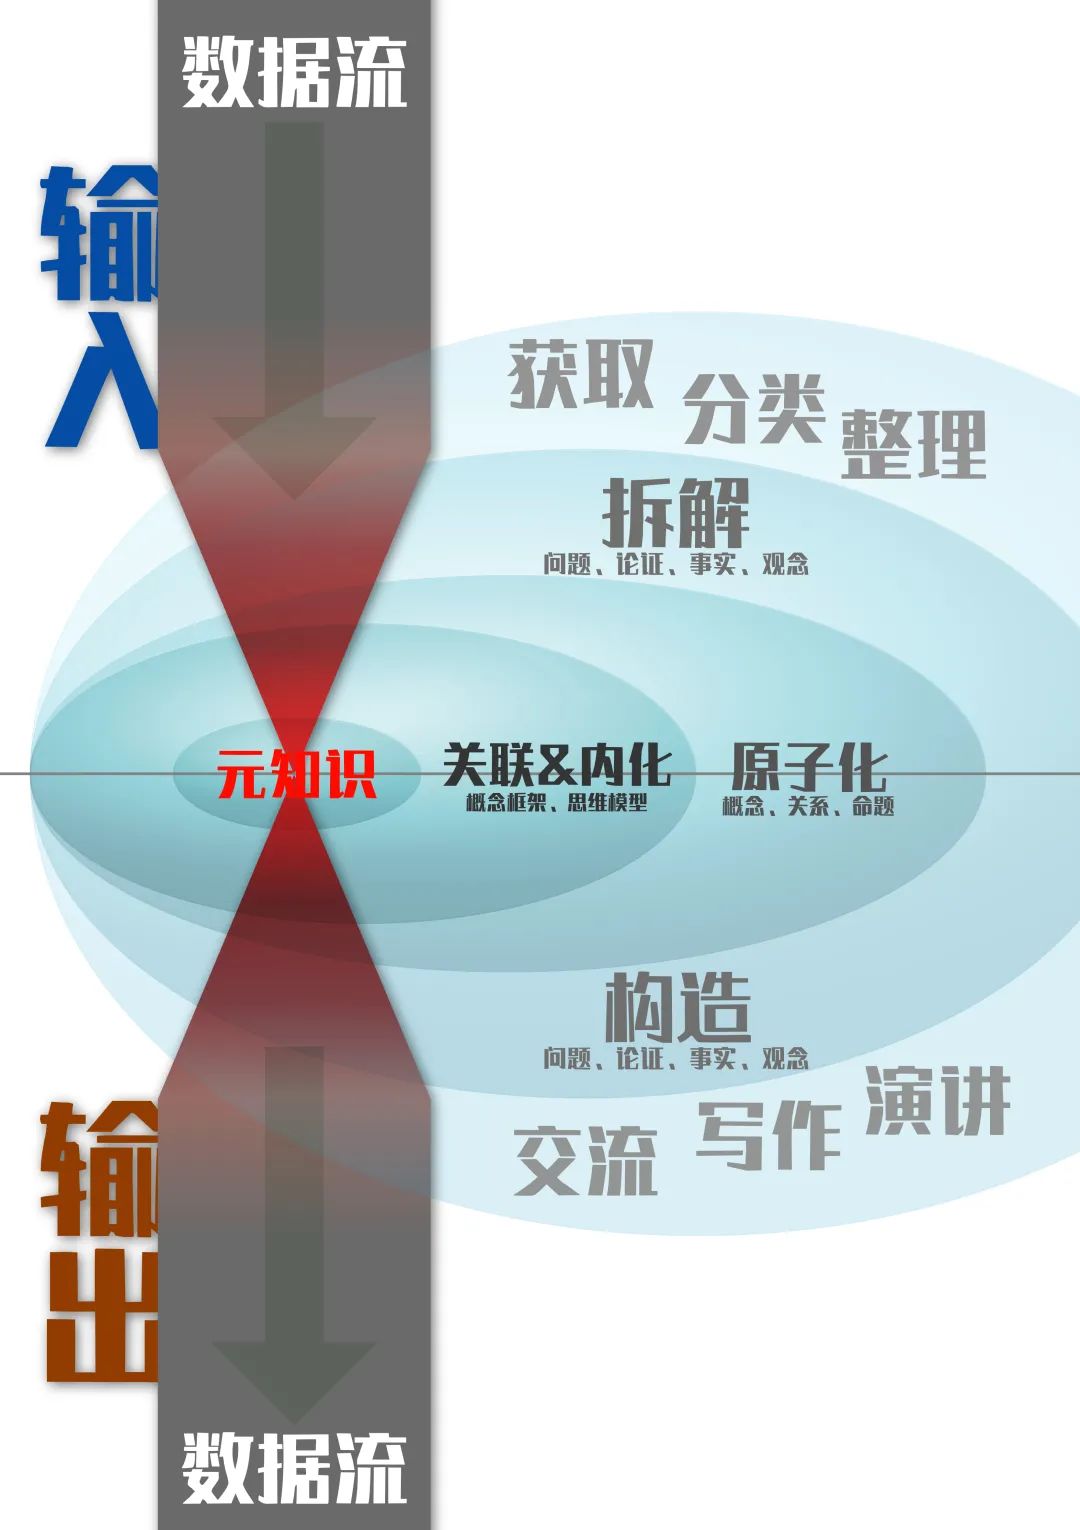 数据流
输
入
获取
分类
整理
拆解
问题、论证、事实、观念
元知识
关联&内化
概念框架、思维模型
原子化
概念、关系、命题
构造
问题、论证、事实、观念
交流
写作
演讲
输
出
数据流